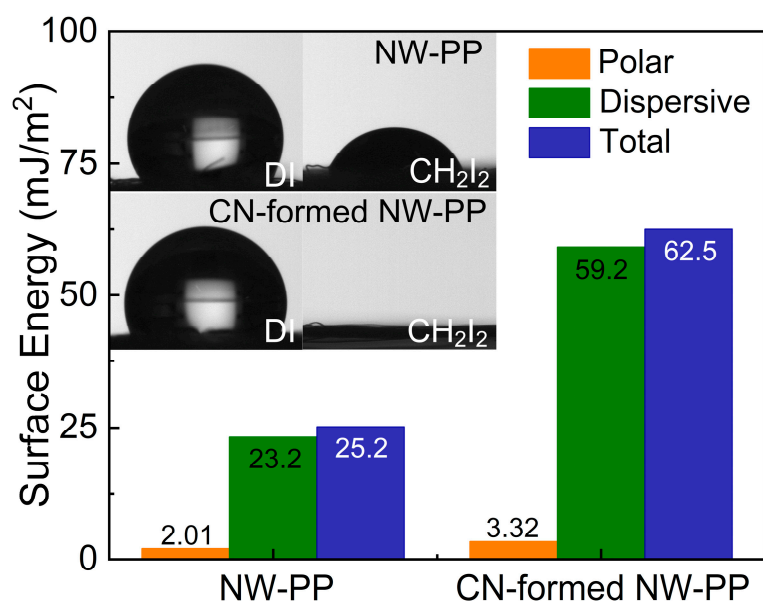 Surface Energy (mJ/m²)
100
75
50
25
0
NW-PP
DI
CH₂I₂
CN-formed NW-PP
DI
CH₂I₂
Polar
Dispersive
Total
2.01
23.2
25.2
3.32
59.2
62.5
NW-PP
CN-formed NW-PP